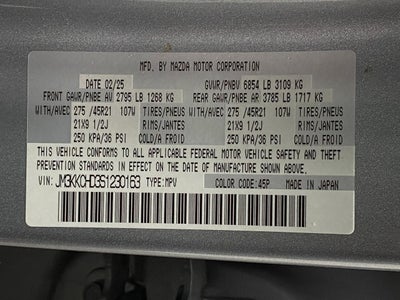 MFD. BY MAZDA MOTOR CORPORATION
DATE 02/25 GVWR/PNBV 6854 LB 3109 KG
FRONT GAWR/PNBE AV 2795 LB 1268 KG REAR GAWR/PNBE AR 3785 LB 1717 KG
WITH/AVEC 275 /45R21 107W TIRES/PNEUS WITH/AVEC 275 /45R21 107W TIRES/PNEUS
21X9 1/2J RIMS/JANTES 21X9 1/2J RIMS/JANTES
250 KPA/36 PSI COLD/A FROID 250 KPA/36 PSI COLD/A FROID
THIS VEHICLE CONFORMS TO ALL APPLICABLE FEDERAL MOTOR VEHICLE SAFETY AND THEFT
PREVENTION STANDARDS IN EFFECT ON THE DATE OF MANUFACTURE SHOWN ABOVE.
VIN: JM3KKCHD3S1230163 TYPE: MPV COLOR CODE: 45P MADE IN JAPAN